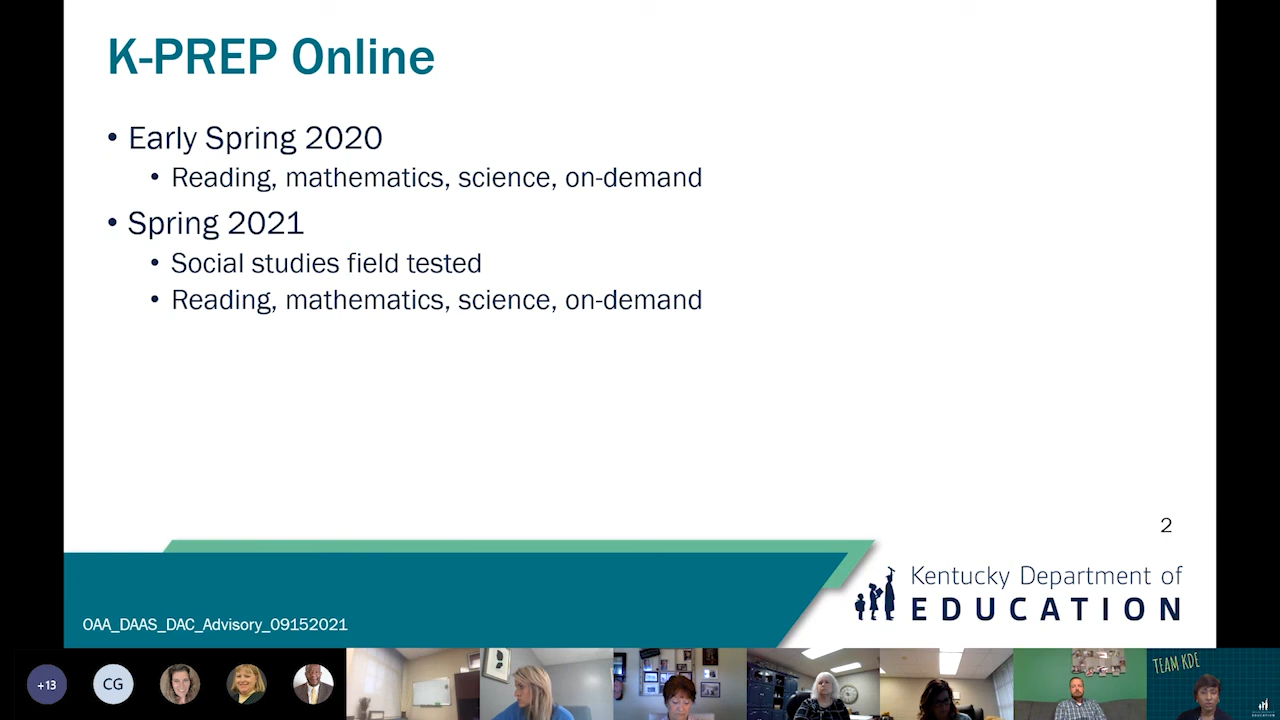 K-PREP Online
• Early Spring 2020
• Reading, mathematics, science, on-demand
• Spring 2021
• Social studies field tested
• Reading, mathematics, science, on-demand
2
Kentucky Department of
EDUCATION
OAA_DAAS_DAC_Advisory_09152021
+13
CG
TEAM KDE